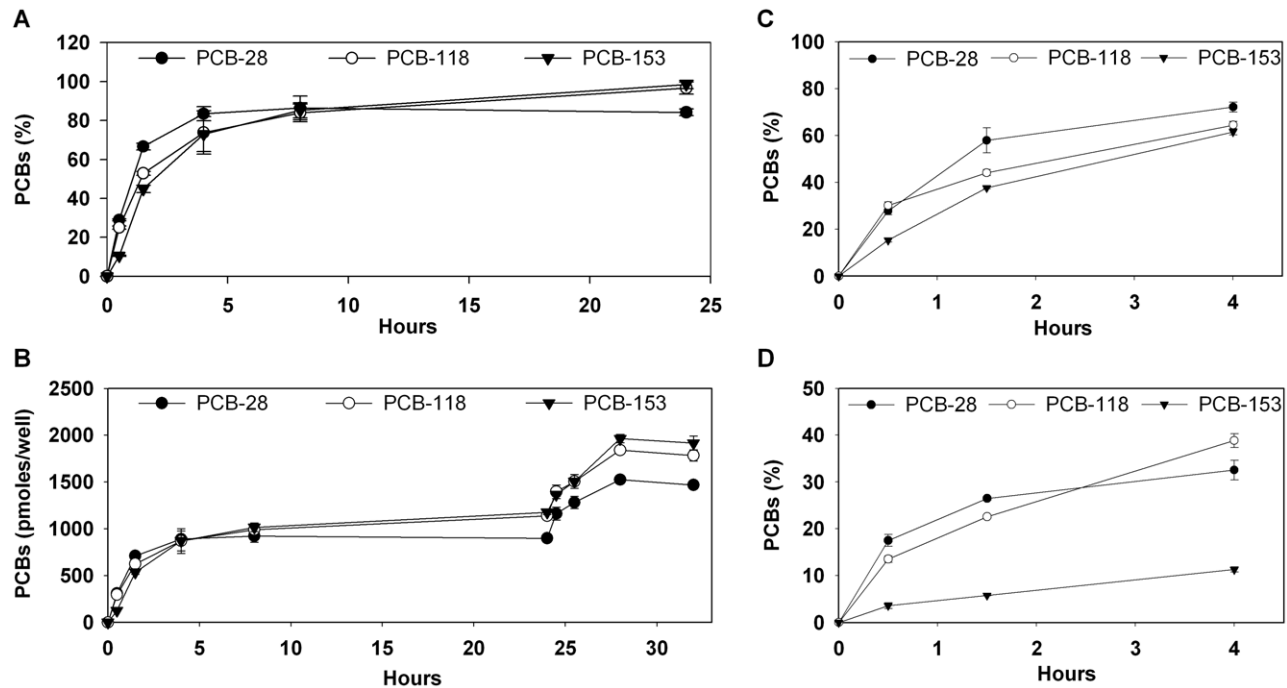 A
PCBs (%)
120
100
80
60
40
20
0
PCB-28 PCB-118 PCB-153
0 5 10 15 20 25
Hours
B
PCBs (pmoles/well)
2500
2000
1500
1000
500
0
PCB-28 PCB-118 PCB-153
0 5 10 15 20 25 30
Hours
C
PCBs (%)
100
80
60
40
20
0
PCB-28 PCB-118 PCB-153
0 1 2 3 4
Hours
D
PCBs (%)
50
40
30
20
10
0
PCB-28 PCB-118 PCB-153
0 1 2 3 4
Hours